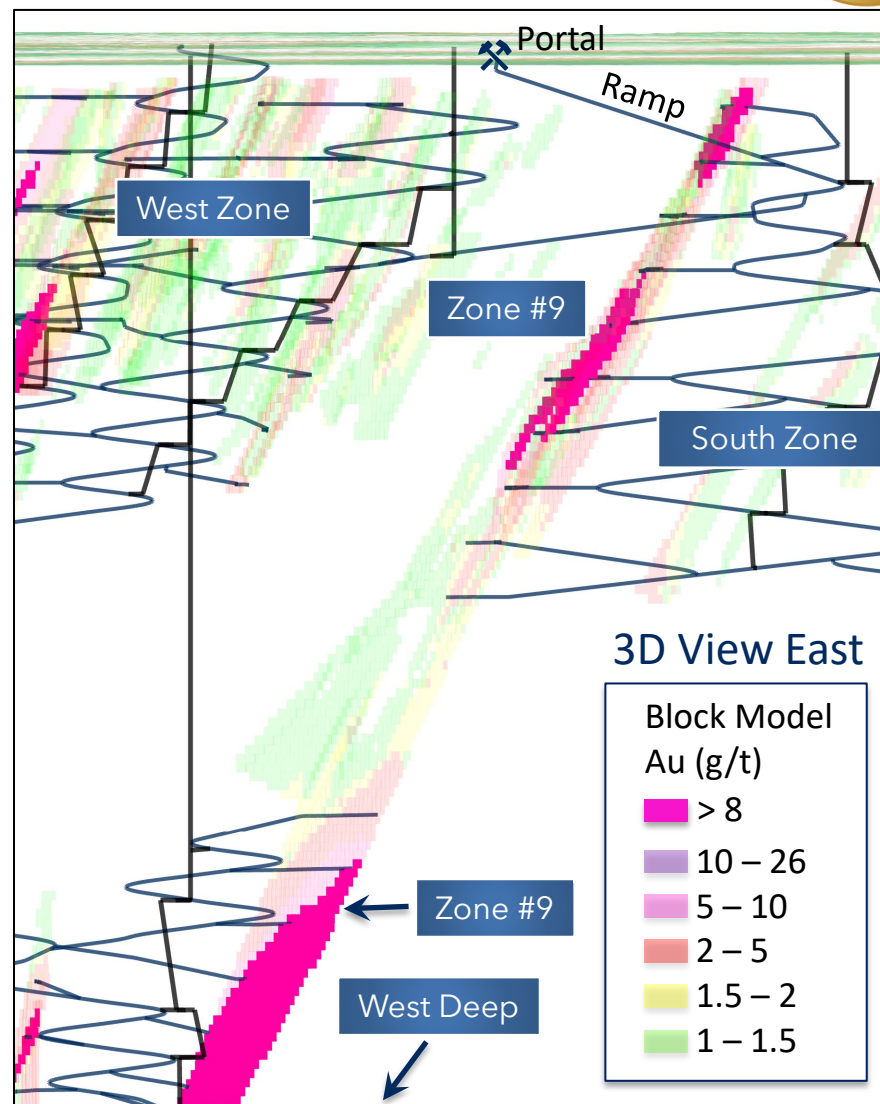 Portal
Ramp
West Zone
Zone #9
South Zone
3D View East
Block Model
Au (g/t)
> 8
10 – 26
5 – 10
2 – 5
1.5 – 2
1 – 1.5
Zone #9
West Deep